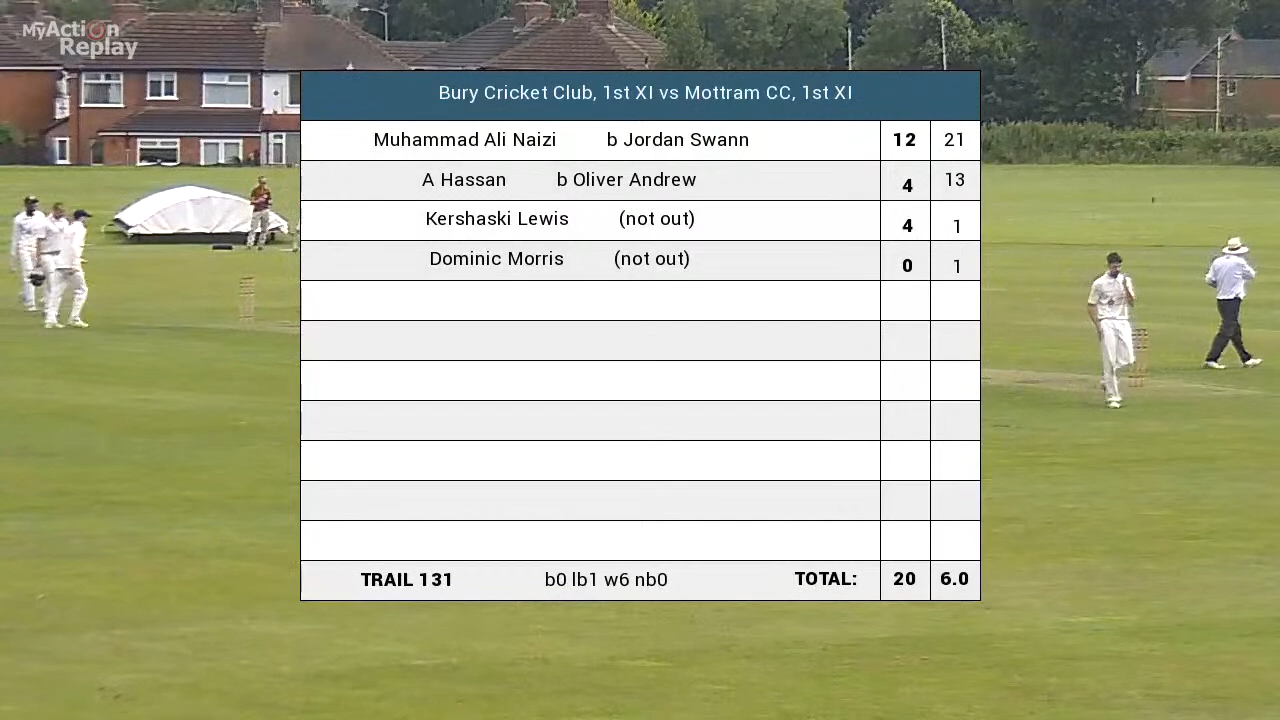 MyAction
Replay
Bury Cricket Club, 1st XI vs Mottram CC, 1st XI
Muhammad Ali Naizi b Jordan Swann 12 21
A Hassan b Oliver Andrew 4 13
Kershaski Lewis (not out) 4 1
Dominic Morris (not out) 0 1
TRAIL 131 b0 lb1 w6 nb0 TOTAL: 20 6.0